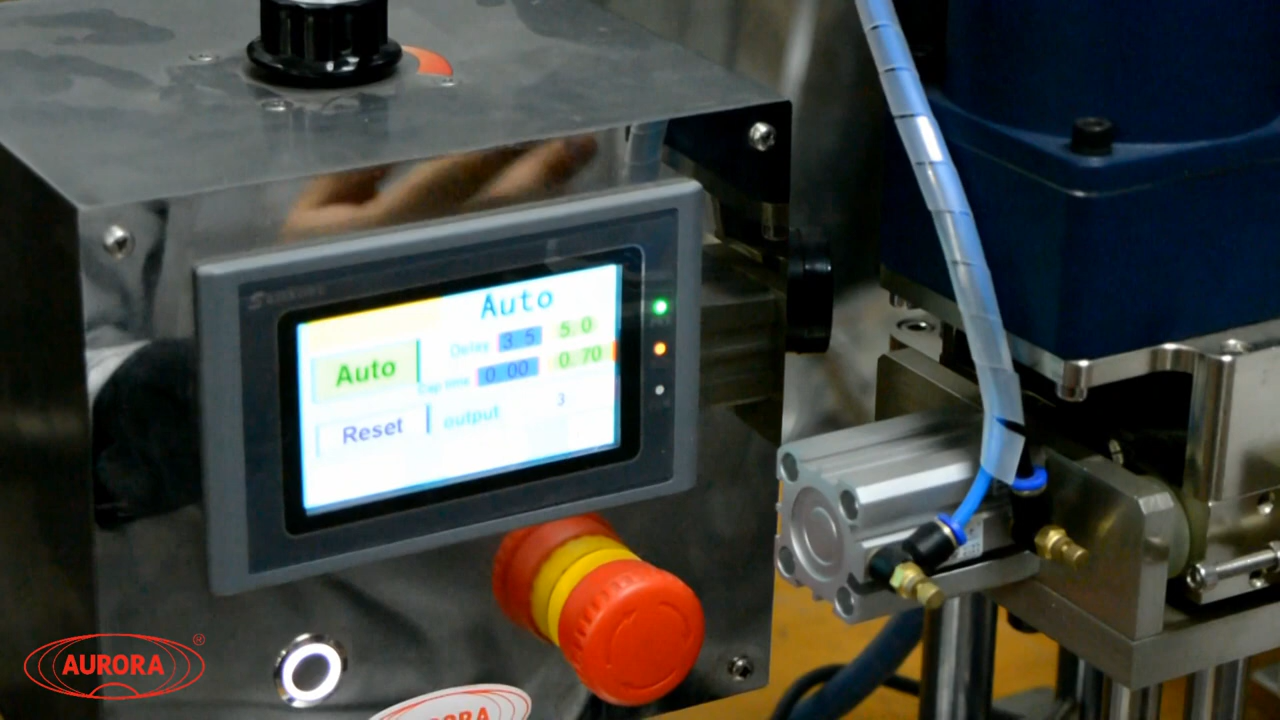 Auto
Auto
Delay 3 5 5 0
Cap time 0 00 0 70
Reset
output 3
AURORA ®